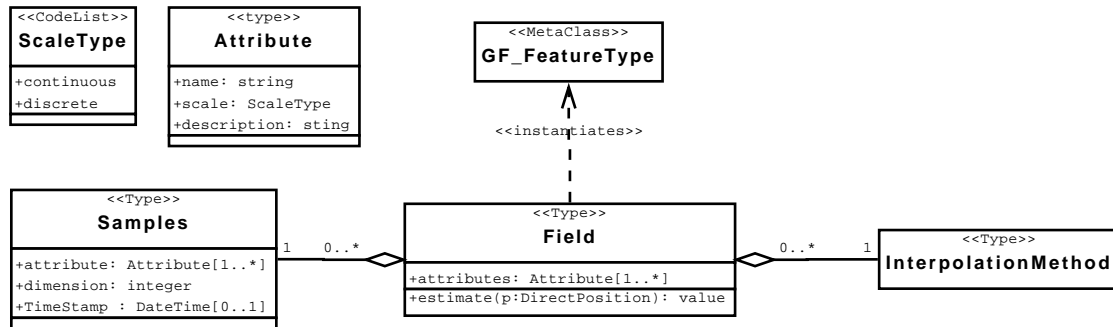 <<CodeList>>
ScaleType
+continuous
+discrete
<<type>>
Attribute
+name: string
+scale: ScaleType
+description: sting
<<MetaClass>>
GF_FeatureType
<<instantiates>>
<<Type>>
Samples
+attribute: Attribute[1..*]
+dimension: integer
+TimeStamp : DateTime[0..1]
1 0..*
<<Type>>
Field
+attributes: Attribute[1..*]
+estimate(p:DirectPosition): value
0..* 1
<<Type>>
InterpolationMethod